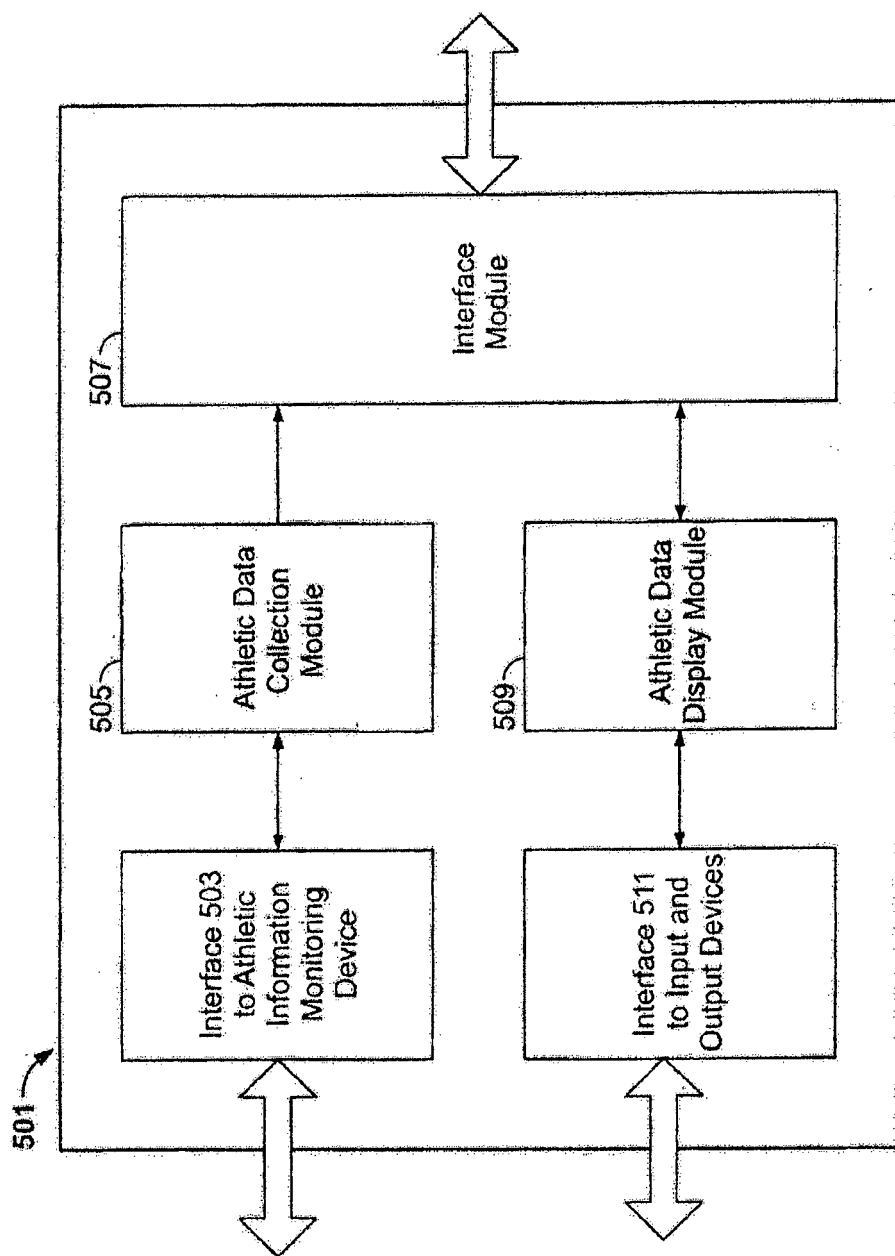 501
Interface 503
to Athletic
Information
Monitoring
Device
505
Athletic Data
Collection
Module
507
Interface
Module
Interface 511
to Input and
Output Devices
509
Athletic Data
Display Module